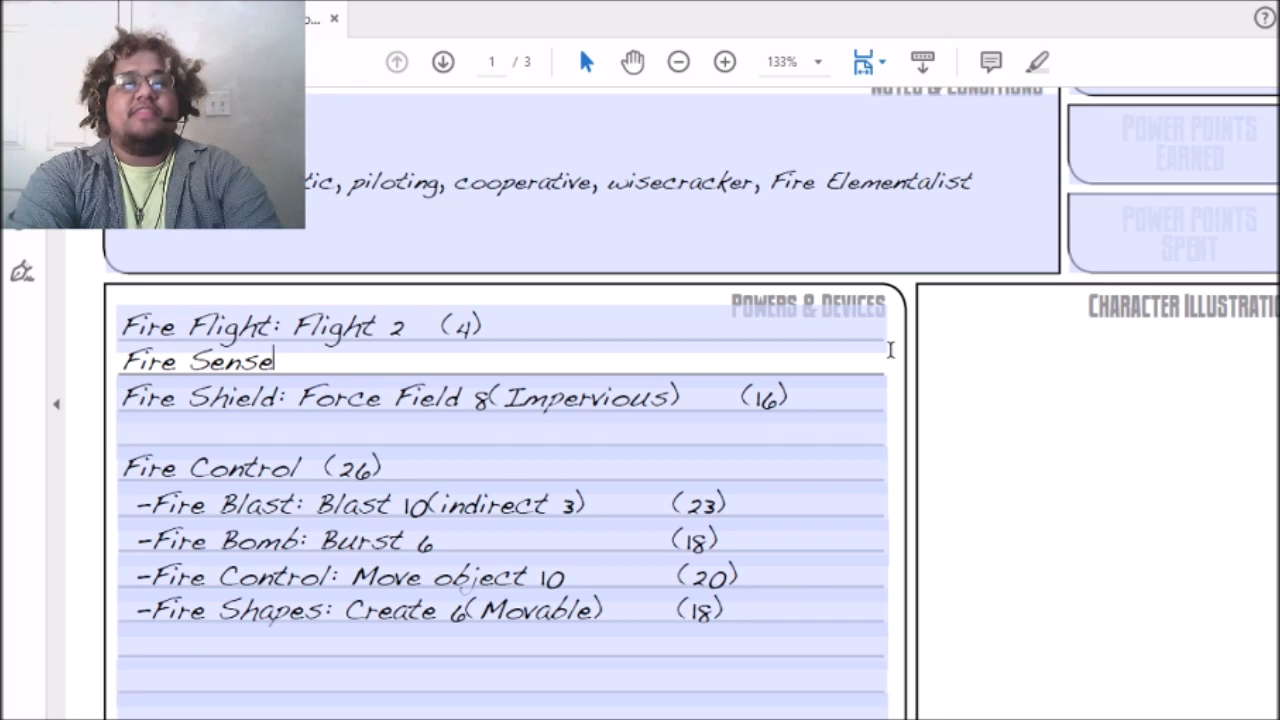 o... ×
1 / 3
133%
NOTES & CONDITIONS
POWER POINTS
EARNED
tic, piloting, cooperative, wisecracker, Fire Elementalist
POWER POINTS
SPENT
POWERS & DEVICES
CHARACTER ILLUSTRATI
Fire Flight: Flight 2 (4)
Fire Sense
Fire Shield: Force Field 8(Impervious) (16)
Fire Control (26)
-Fire Blast: Blast 10(indirect 3) (23)
-Fire Bomb: Burst 6 (18)
-Fire Control: Move object 10 (20)
-Fire Shapes: Create 6(Movable) (18)